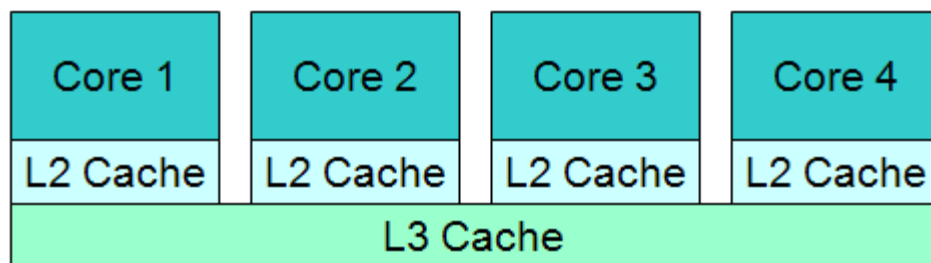 Core 1 Core 2 Core 3 Core 4
L2 Cache L2 Cache L2 Cache L2 Cache
L3 Cache